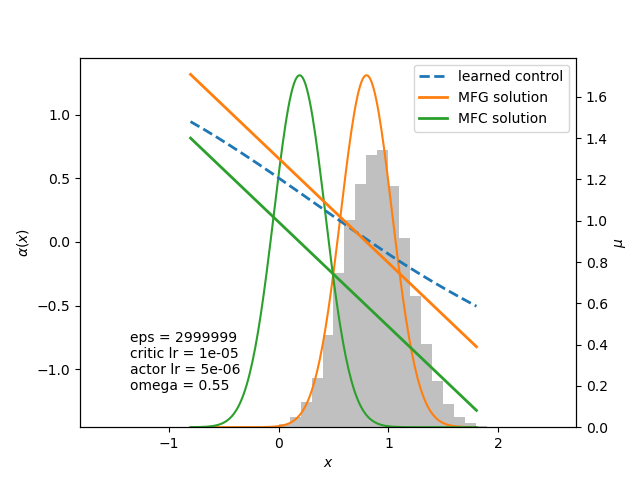 learned control
MFG solution
MFC solution
1.0
0.5
0.0
−0.5
−1.0
α(x)
1.6
1.4
1.2
1.0
0.8
0.6
0.4
0.2
0.0
μ
eps = 2999999
critic lr = 1e-05
actor lr = 5e-06
omega = 0.55
−1
0
1
2
x